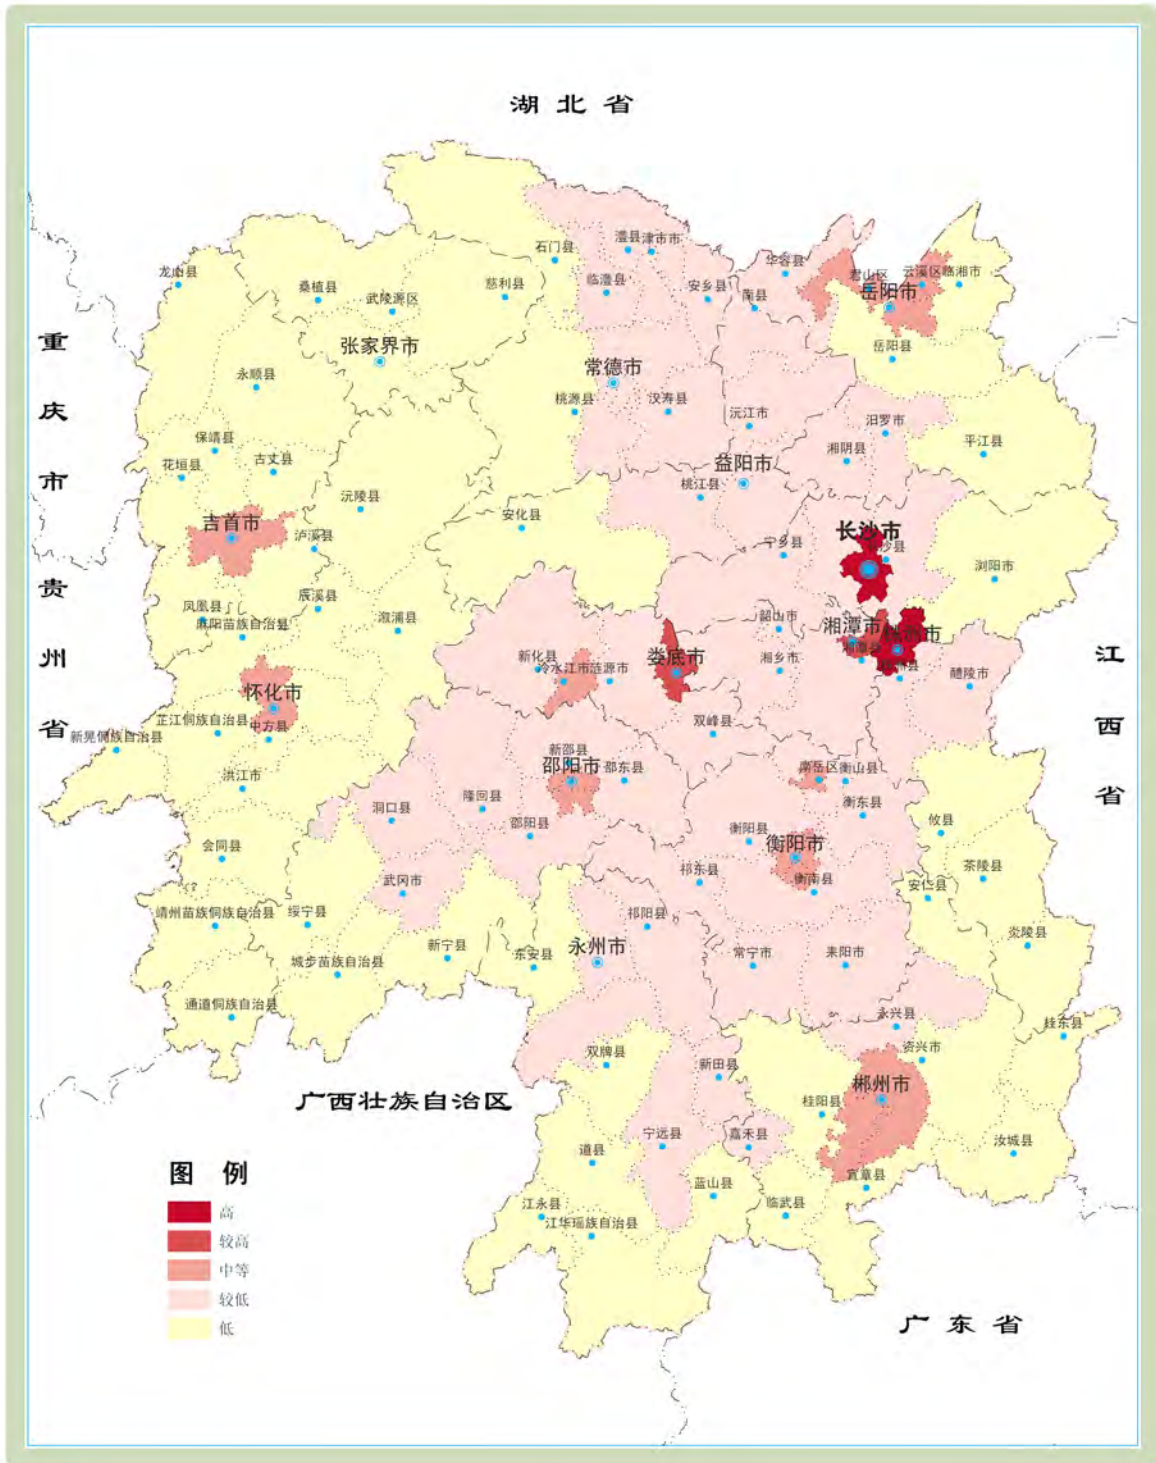 湖北省
重庆市
贵州省
江西省
广东省
广西壮族自治区
石门县
澧县
津市市
龙山县
桑植县
武陵源区
慈利县
临澧县
安乡县
华容县
南县
君山区
云溪区
临湘市
岳阳市
岳阳县
张家界市
永顺县
常德市
桃源县
汉寿县
沅江市
汨罗市
湘阴县
平江县
保靖县
花垣县
古丈县
益阳市
桃江县
沅陵县
安化县
吉首市
泸溪县
长沙市
长沙县
宁乡县
浏阳市
凤凰县
辰溪县
麻阳苗族自治县
溆浦县
韶山市
湘潭市
株洲市
湘潭县
株洲县
湘乡市
醴陵市
娄底市
新化县
冷水江市
涟源市
双峰县
怀化市
芷江侗族自治县
中方县
新晃侗族自治县
洪江市
新邵县
邵阳市
邵东县
南岳区
衡山县
衡东县
洞口县
隆回县
邵阳县
衡阳县
衡阳市
攸县
会同县
武冈市
祁东县
衡南县
安仁县
茶陵县
靖州苗族侗族自治县
绥宁县
祁阳县
炎陵县
城步苗族自治县
新宁县
东安县
永州市
常宁市
耒阳市
通道侗族自治县
永兴县
资兴市
桂东县
双牌县
新田县
郴州市
桂阳县
宁远县
嘉禾县
汝城县
道县
蓝山县
宜章县
临武县
江永县
江华瑶族自治县
图例
高
较高
中等
较低
低